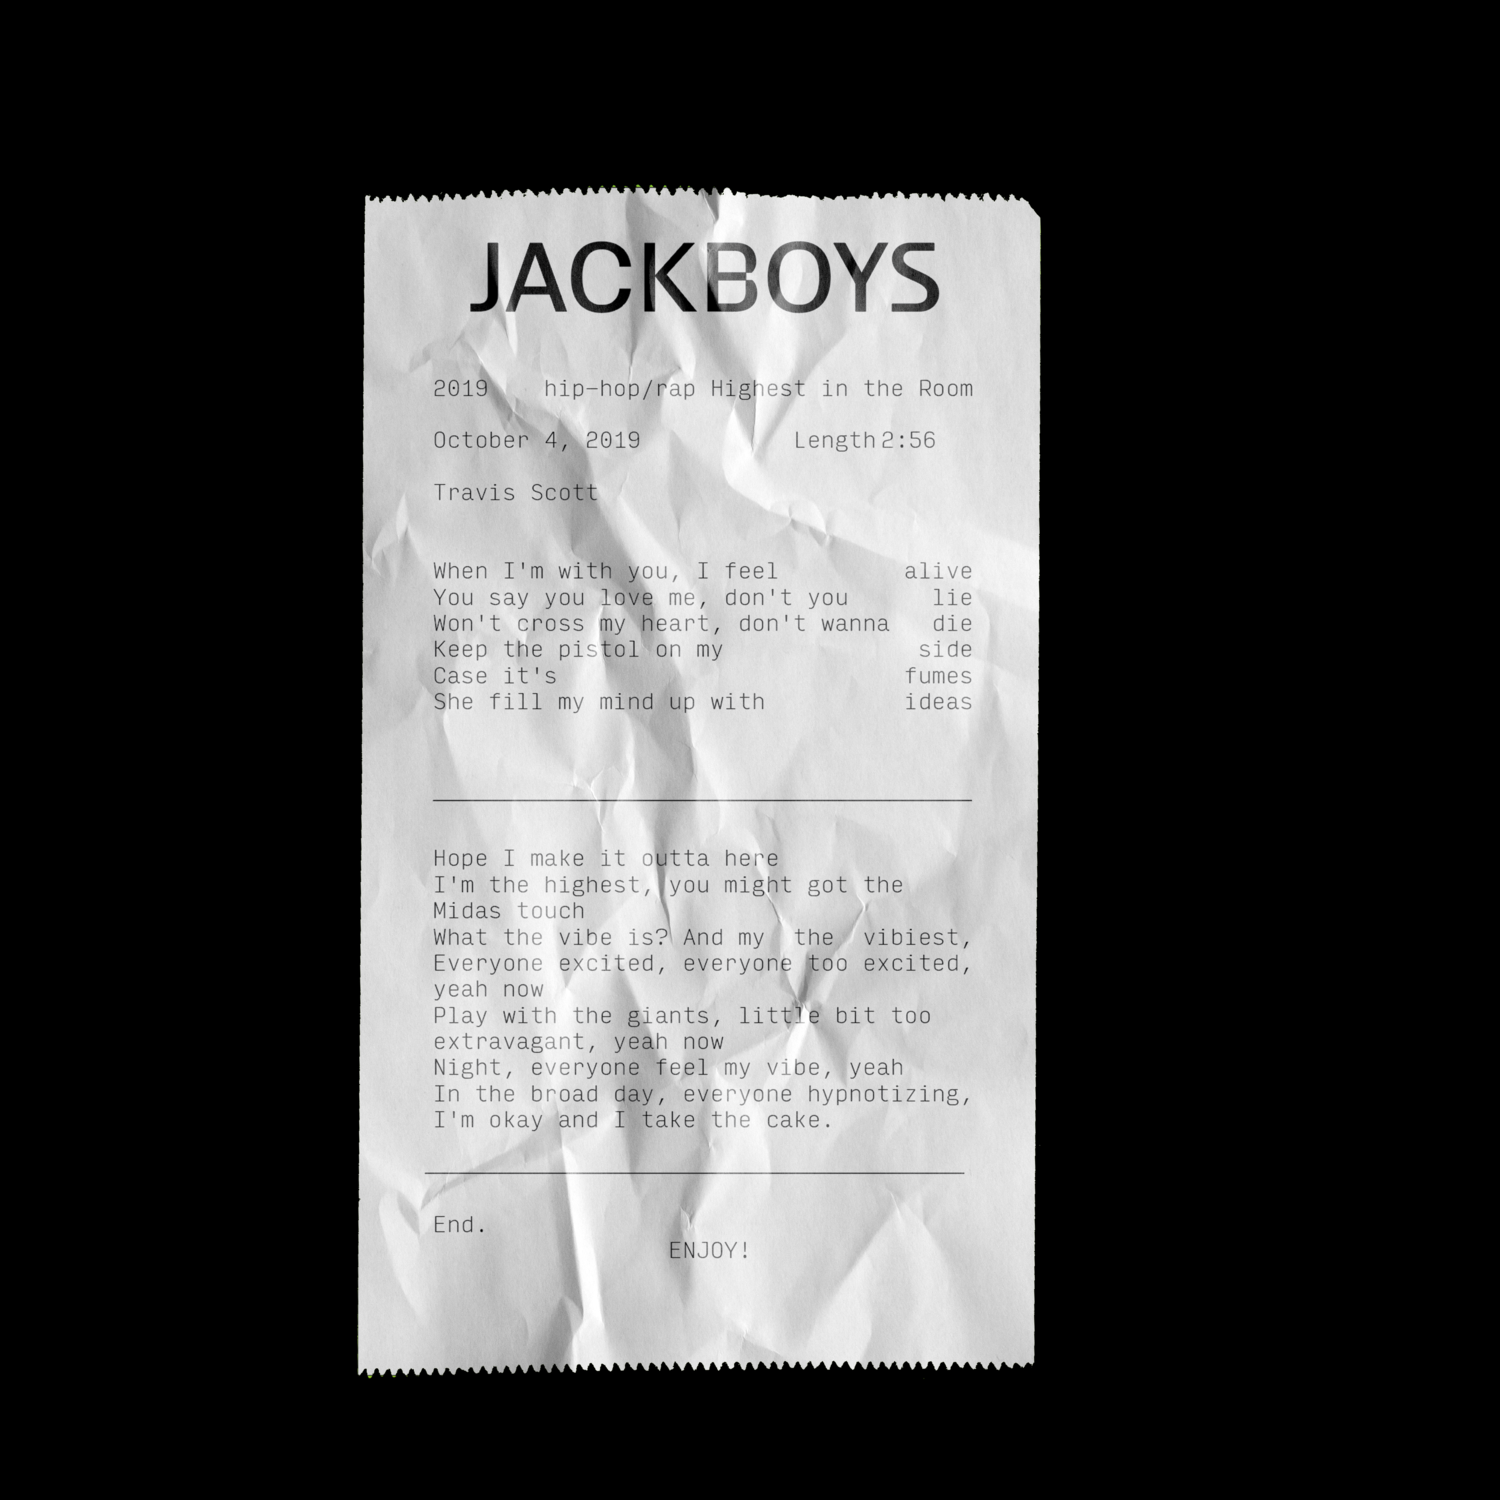 JACKBOYS
2019 hip-hop/rap Highest in the Room
October 4, 2019 Length 2:56
Travis Scott
When I'm with you, I feel alive
You say you love me, don't you lie
Won't cross my heart, don't wanna die
Keep the pistol on my side
Case it's fumes
She fill my mind up with ideas
Hope I make it outta here
I'm the highest, you might got the
Midas touch
What the vibe is? And my the vibiest,
Everyone excited, everyone too excited,
yeah now
Play with the giants, little bit too
extravagant, yeah now
Night, everyone feel my vibe, yeah
In the broad day, everyone hypnotizing,
I'm okay and I take the cake.
End.
ENJOY!